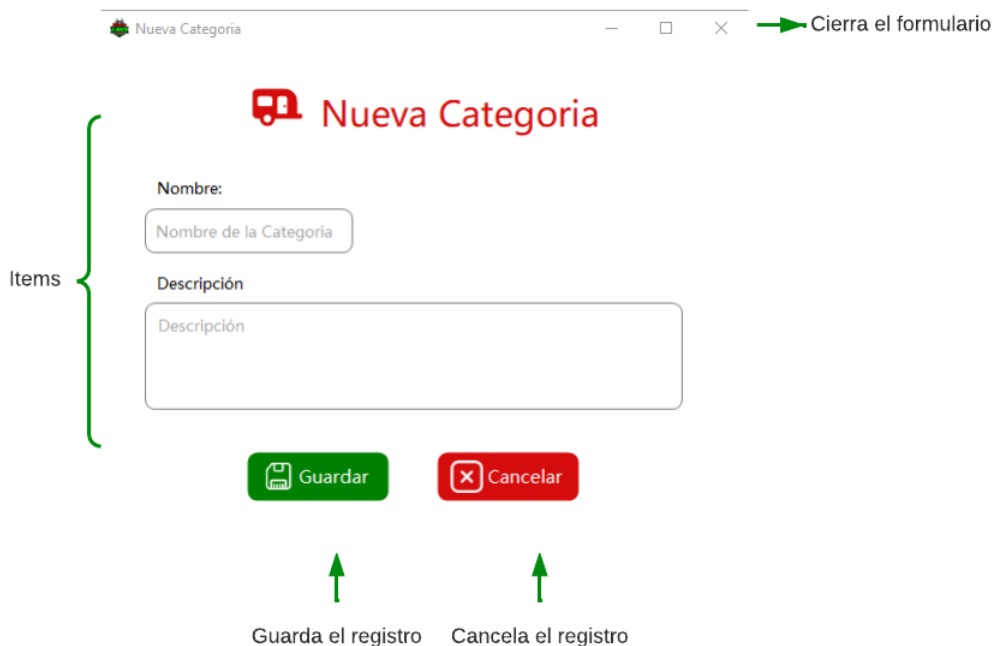 Nueva Categoria
Cierra el formulario
Nueva Categoria
Nombre:
Nombre de la Categoria
Items
Descripción
Descripción
Guardar
Cancelar
Guarda el registro
Cancela el registro